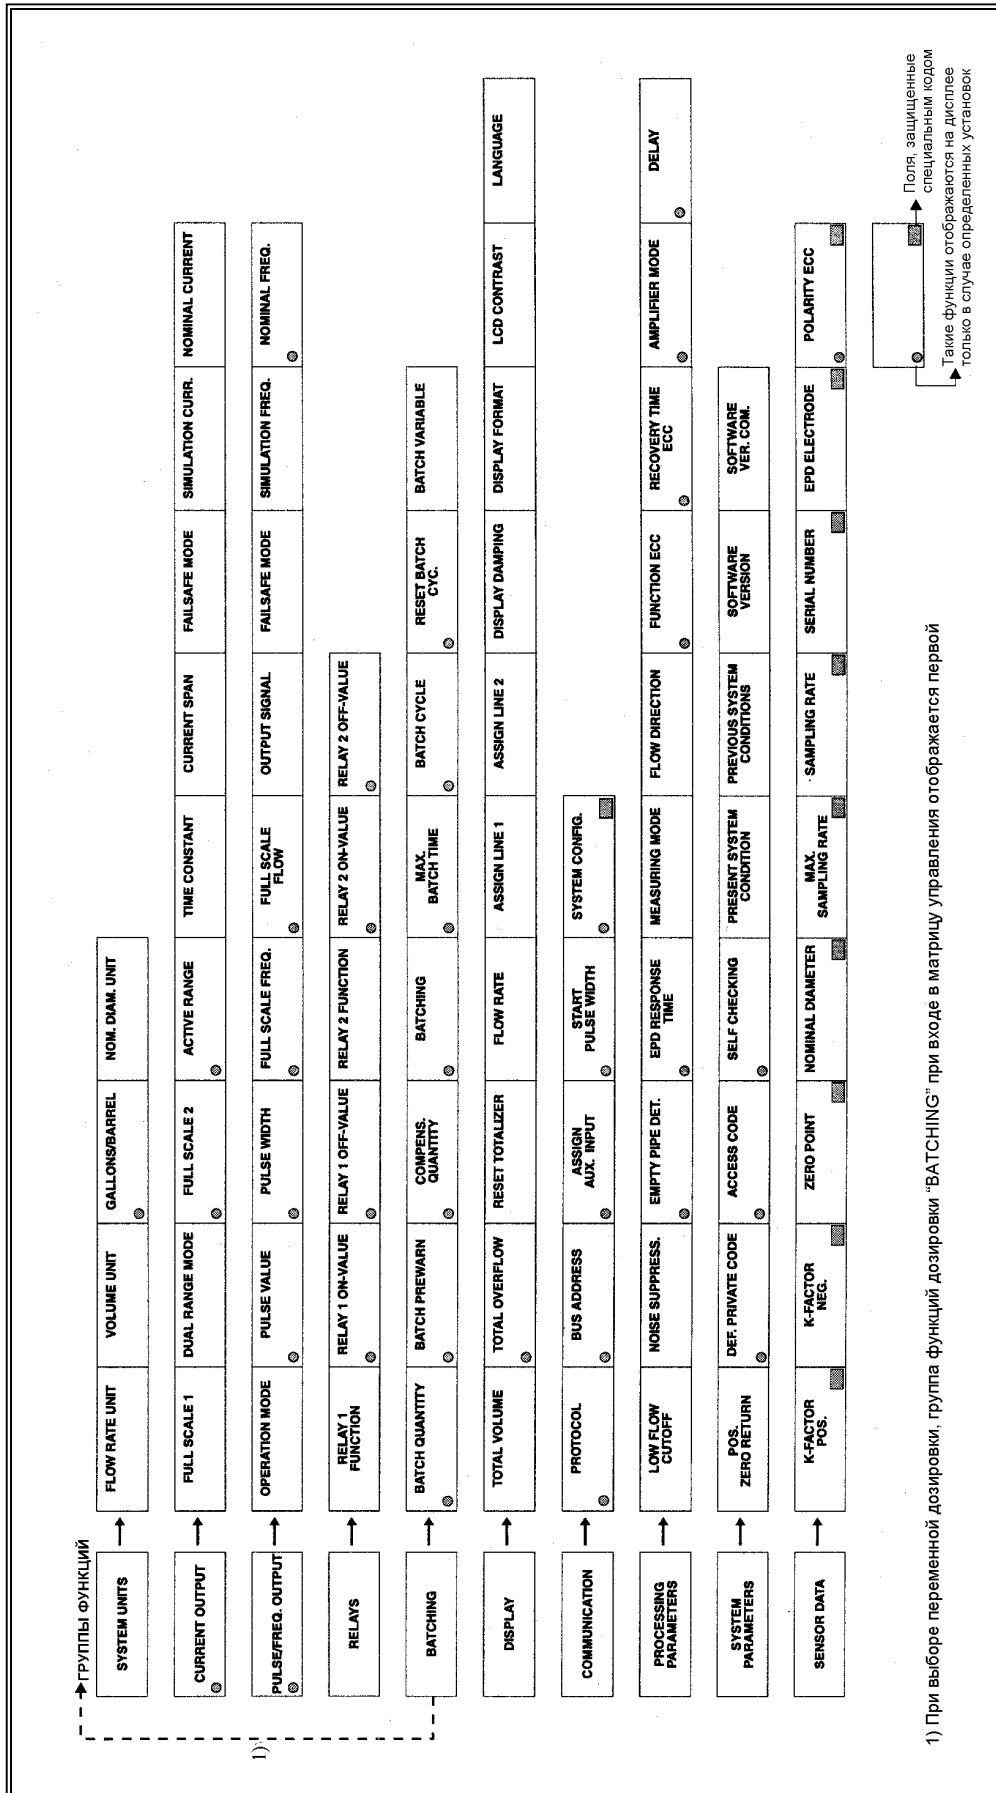 ГРУППЫ ФУНКЦИЙ
SYSTEM UNITS
FLOW RATE UNIT
VOLUME UNIT
GALLONS/BARREL
NOM. DIAM. UNIT
CURRENT OUTPUT
FULL SCALE 1
DUAL RANGE MODE
FULL SCALE 2
ACTIVE RANGE
TIME CONSTANT
CURRENT SPAN
FAILSAFE MODE
SIMULATION CURR.
NOMINAL CURRENT
PULSE/FREQ. OUTPUT
OPERATION MODE
PULSE VALUE
PULSE WIDTH
FULL SCALE FREQ.
FULL SCALE
FLOW
OUTPUT SIGNAL
FAILSAFE MODE
SIMULATION FREQ.
NOMINAL FREQ.
RELAYS
RELAY 1
FUNCTION
RELAY 1 ON-VALUE
RELAY 1 OFF-VALUE
RELAY 2 FUNCTION
RELAY 2 ON-VALUE
RELAY 2 OFF-VALUE
BATCHING
BATCH QUANTITY
BATCH PREWARN
COMPENS.
QUANTITY
BATCHING
MAX.
BATCH TIME
BATCH CYCLE
RESET BATCH
CYC.
BATCH VARIABLE
DISPLAY
TOTAL VOLUME
TOTAL OVERFLOW
RESET TOTALIZER
FLOW RATE
ASSIGN LINE 1
ASSIGN LINE 2
DISPLAY DAMPING
DISPLAY FORMAT
LCD CONTRAST
LANGUAGE
COMMUNICATION
PROTOCOL
BUS ADDRESS
ASSIGN
AUX. INPUT
START
PULSE WIDTH
SYSTEM CONFIG.
PROCESSING
PARAMETERS
LOW FLOW
CUTOFF
NOISE SUPPRESS.
EMPTY PIPE DET.
EPD RESPONSE
TIME
MEASURING MODE
FLOW DIRECTION
FUNCTION ECC
RECOVERY TIME
ECC
AMPLIFIER MODE
DELAY
SYSTEM
PARAMETERS
POS.
ZERO RETURN
DEF. PRIVATE CODE
ACCESS CODE
SELF CHECKING
PRESENT SYSTEM
CONDITION
PREVIOUS SYSTEM
CONDITIONS
SOFTWARE
VERSION
SOFTWARE
VER. COM.
SENSOR DATA
K-FACTOR
POS.
K-FACTOR
NEG.
ZERO POINT
NOMINAL DIAMETER
MAX.
SAMPLING RATE
SAMPLING RATE
SERIAL NUMBER
EPD ELECTRODE
POLARITY ECC
1)
Поля, защищенные
специальным кодом
Такие функции отображаются на дисплее
только в случае определенных установок
1) При выборе переменной дозировки, группа функций дозировки "BATCHING" при входе в матрицу управления отображается первой